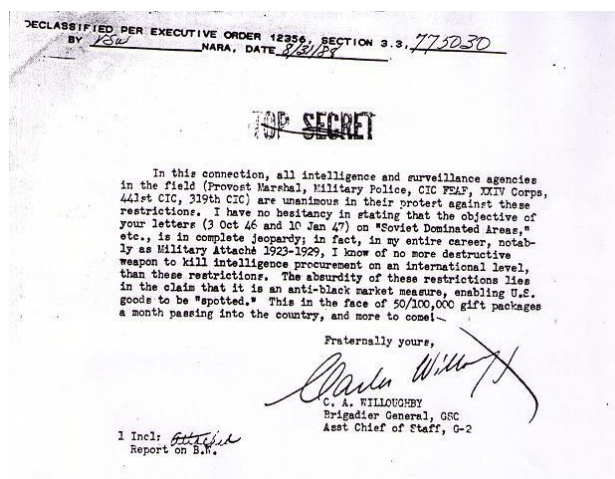 DECLASSIFIED PER EXECUTIVE ORDER 12356, SECTION 3.3, 775030
BY NARA, DATE 8/31/88
TOP SECRET
In this connection, all intelligence and surveillance agencies
in the field (Provost Marshal, Military Police, CIC FEAF, XXIV Corps,
441st CIC, 319th CIC) are unanimous in their protest against these
restrictions. I have no hesitancy in stating that the objective of
your letters (3 Oct 46 and 10 Jan 47) on "Soviet Dominated Areas,"
etc., is in complete jeopardy; in fact, in my entire career, notab-
ly as Military Attaché 1923-1929, I know of no more destructive
weapon to kill intelligence procurement on an international level,
than these restrictions. The absurdity of these restrictions lies
in the claim that it is an anti-black market measure, enabling U.S.
goods to be "spotted." This in the face of 50/100,000 gift packages
a month passing into the country, and more to come!
Fraternally yours,
C. A. WILLOUGHBY
Brigadier General, GSC
Asst Chief of Staff, G-2
1 Incl: attached
Report on B.W.